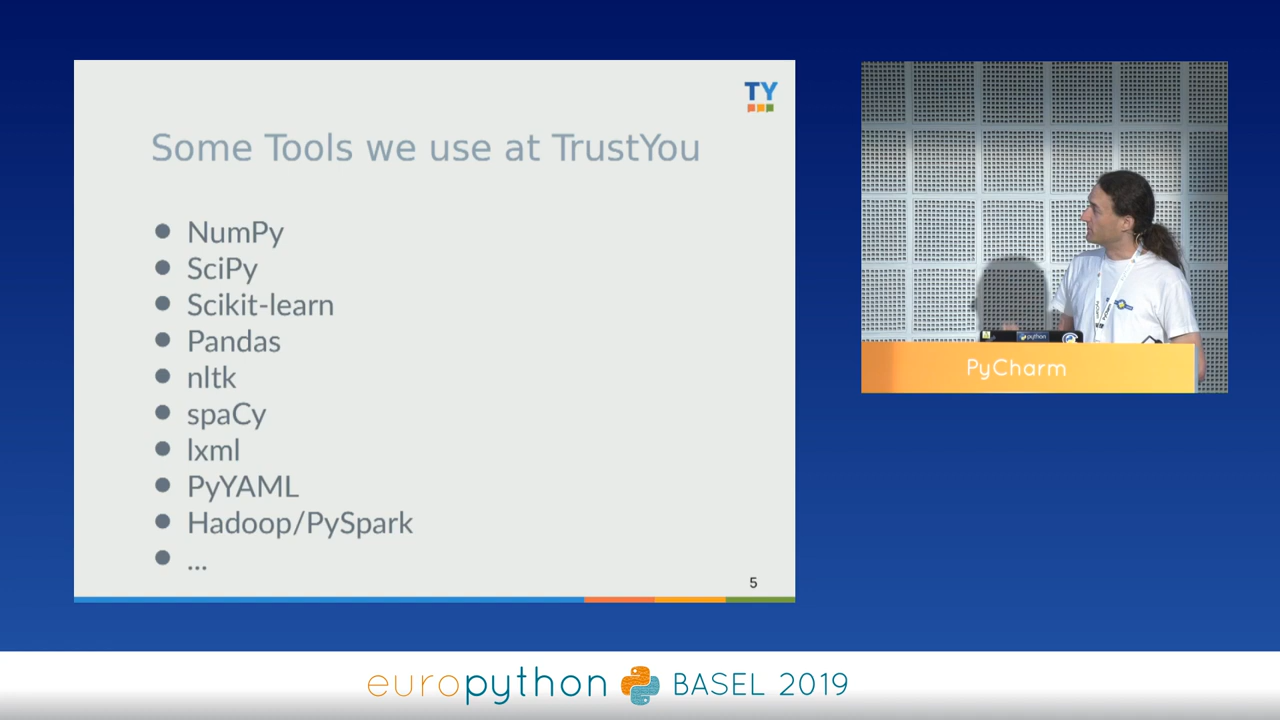 TY
Some Tools we use at TrustYou
NumPy
SciPy
Scikit-learn
Pandas
nltk
spaCy
lxml
PyYAML
Hadoop/PySpark
...
5
python
PyCharm
europython BASEL 2019